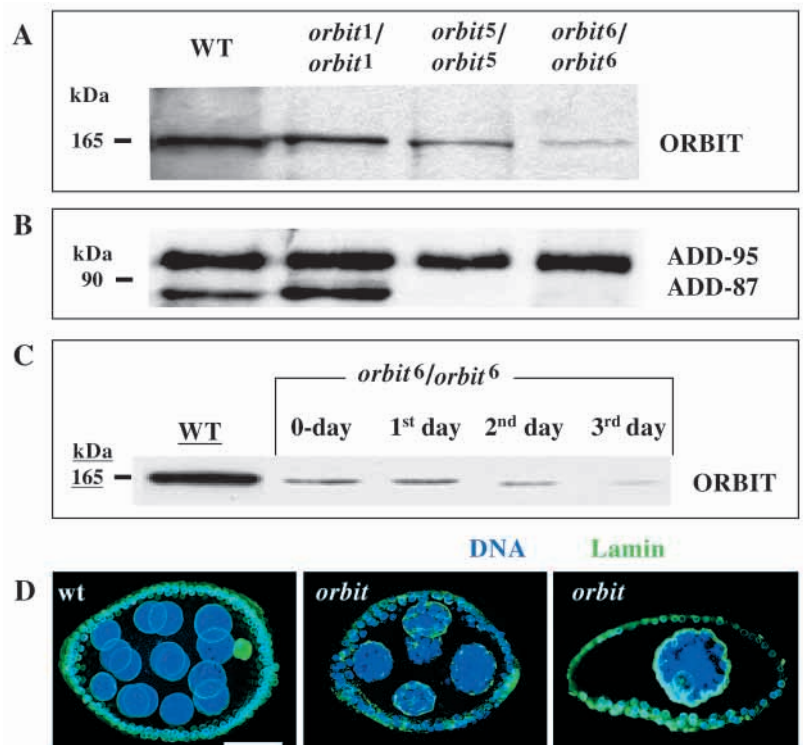 A
WT orbit1/orbit1 orbit5/orbit5 orbit6/orbit6
kDa
165 ORBIT
B
kDa
90
ADD-95
ADD-87
C
orbit6/orbit6
WT 0-day 1st day 2nd day 3rd day
kDa
165 ORBIT
DNA Lamin
D wt orbit orbit